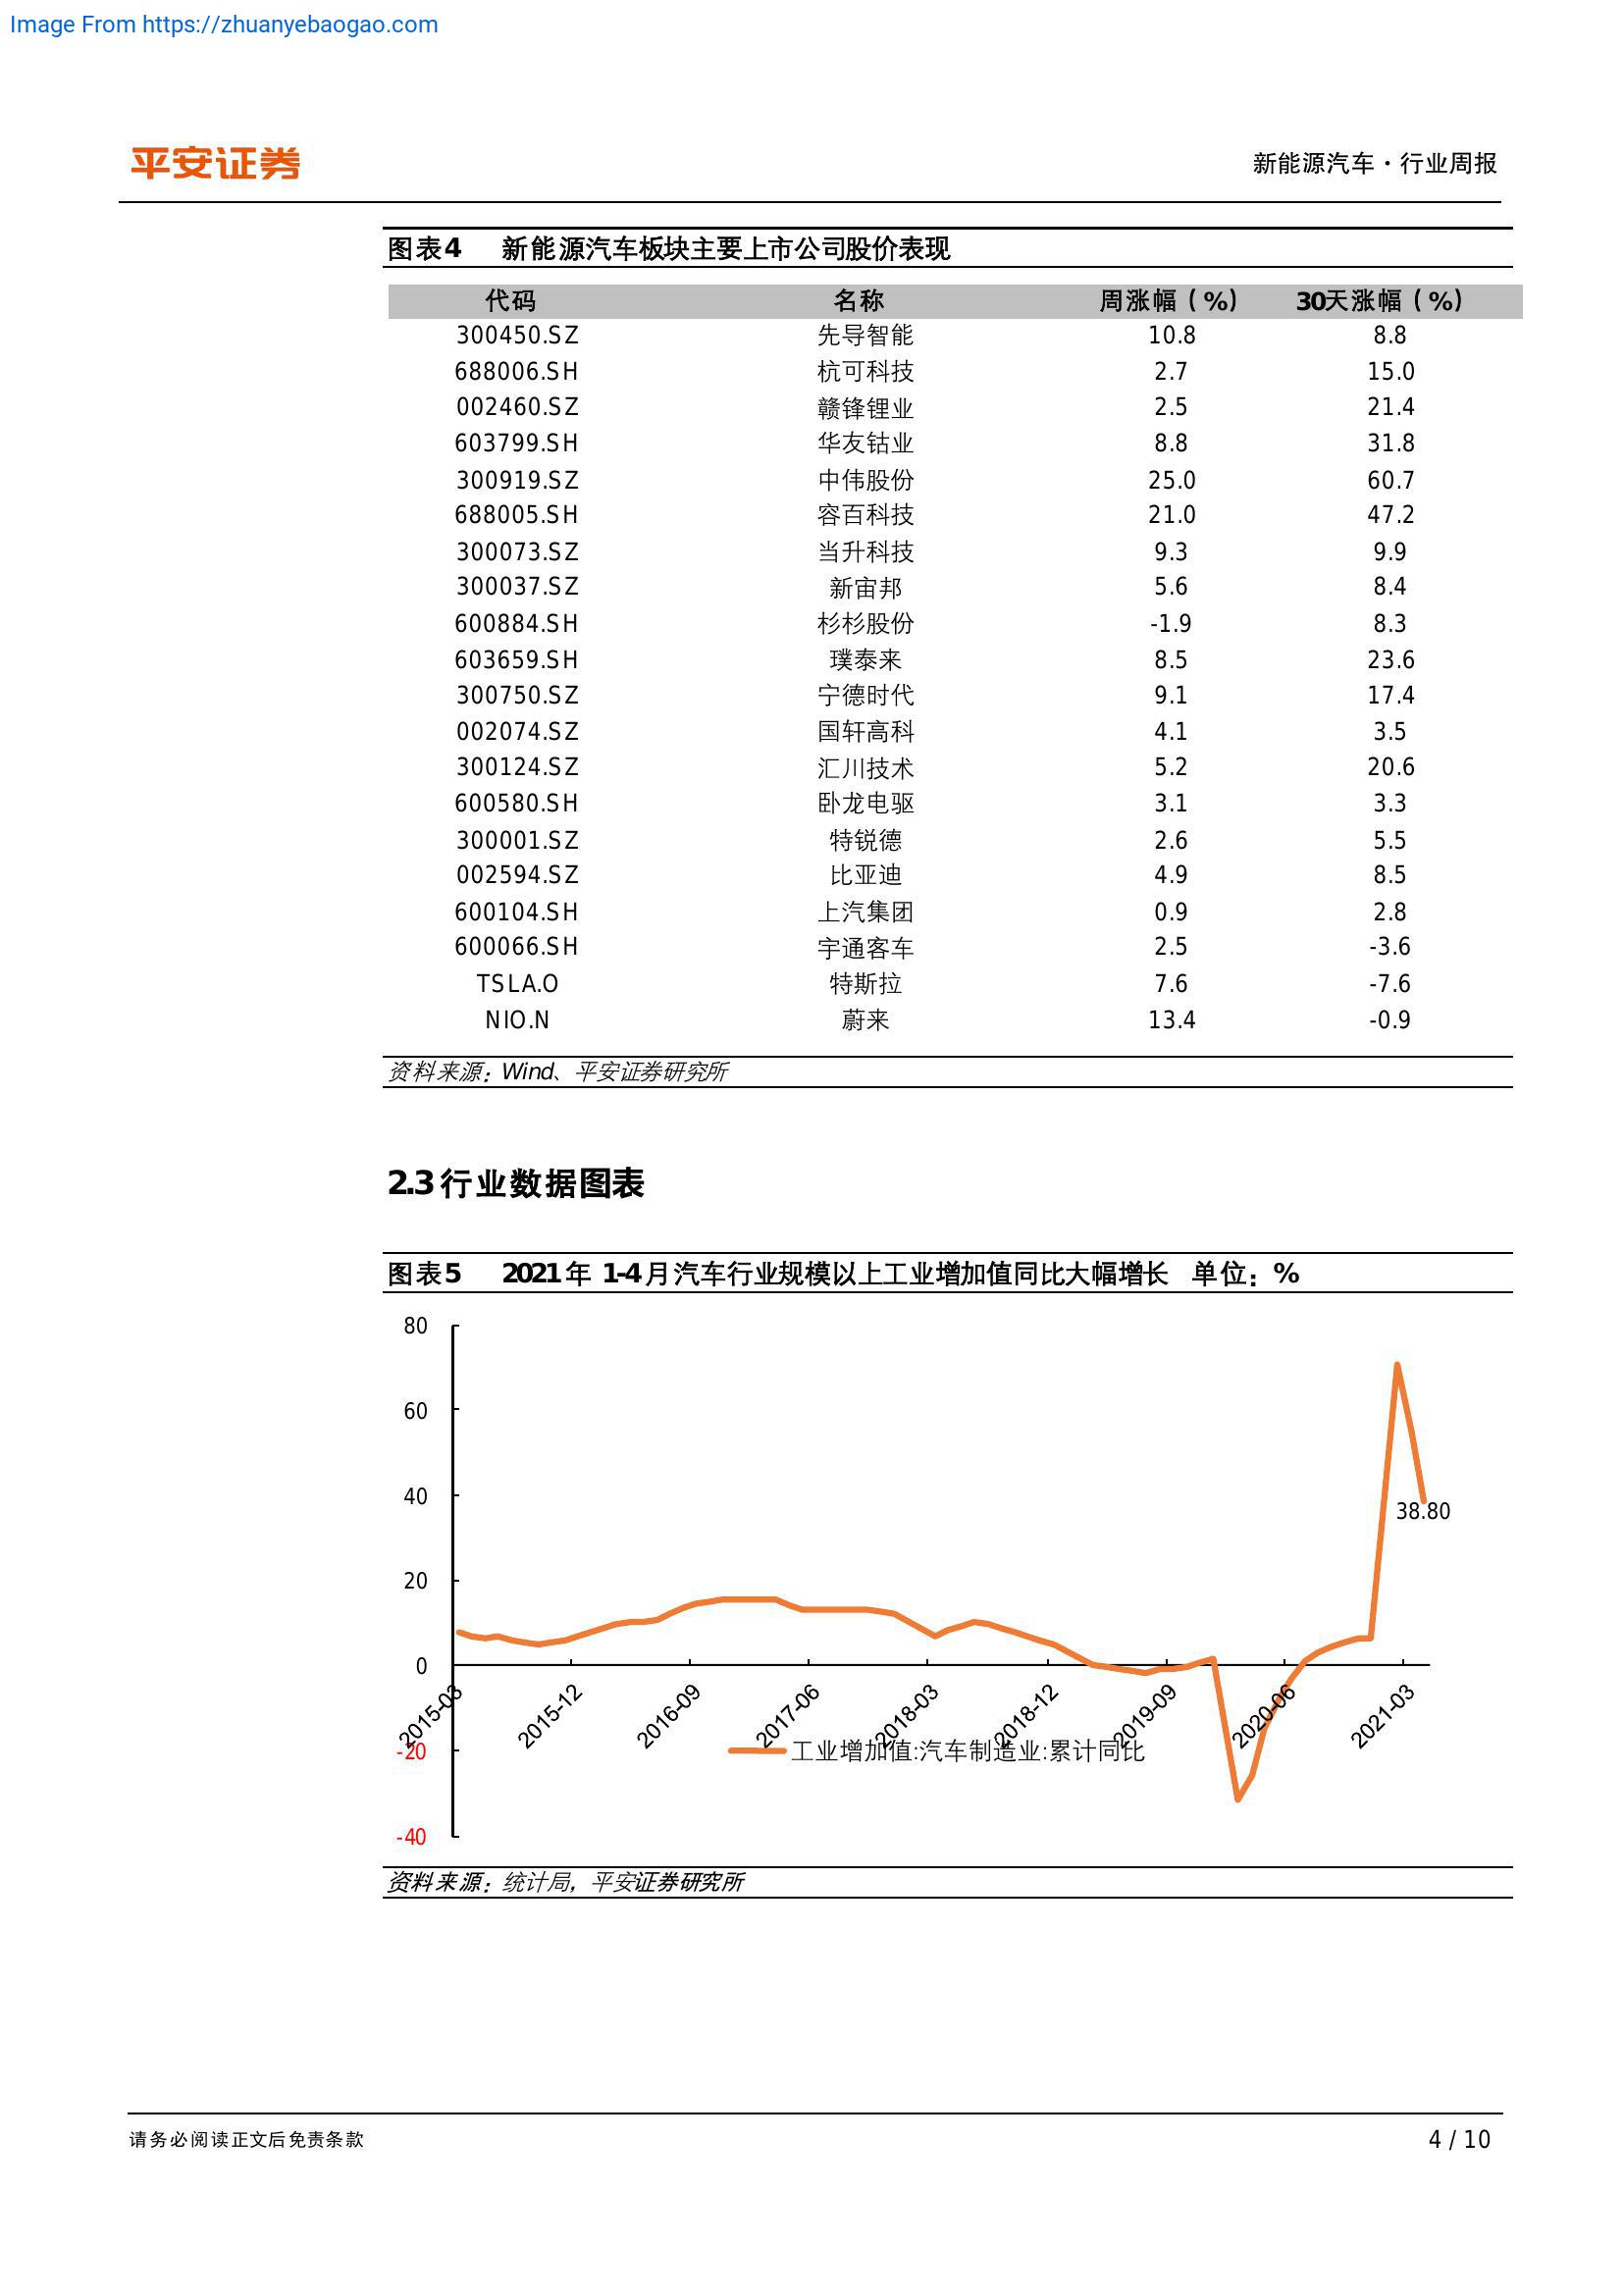 Image From https://zhuanyebaogao.com
平安证券
新能源汽车·行业周报
图表4 新能源汽车板块主要上市公司股价表现
代码 名称 周涨幅（%） 30天涨幅（%）
300450.SZ 先导智能 10.8 8.8
688006.SH 杭可科技 2.7 15.0
002460.SZ 赣锋锂业 2.5 21.4
603799.SH 华友钴业 8.8 31.8
300919.SZ 中伟股份 25.0 60.7
688005.SH 容百科技 21.0 47.2
300073.SZ 当升科技 9.3 9.9
300037.SZ 新宙邦 5.6 8.4
600884.SH 杉杉股份 -1.9 8.3
603659.SH 璞泰来 8.5 23.6
300750.SZ 宁德时代 9.1 17.4
002074.SZ 国轩高科 4.1 3.5
300124.SZ 汇川技术 5.2 20.6
600580.SH 卧龙电驱 3.1 3.3
300001.SZ 特锐德 2.6 5.5
002594.SZ 比亚迪 4.9 8.5
600104.SH 上汽集团 0.9 2.8
600066.SH 宇通客车 2.5 -3.6
TSLA.O 特斯拉 7.6 -7.6
NIO.N 蔚来 13.4 -0.9
资料来源：Wind、平安证券研究所
2.3 行业数据图表
图表5 2021年 1-4月汽车行业规模以上工业增加值同比大幅增长 单位：%
80
60
40
20
0
-20
-40
38.80
2015-03 2015-12 2016-09 2017-06 2018-03 2018-12 2019-09 2020-06 2021-03
工业增加值:汽车制造业:累计同比
资料来源：统计局，平安证券研究所
请务必阅读正文后免责条款
4 / 10